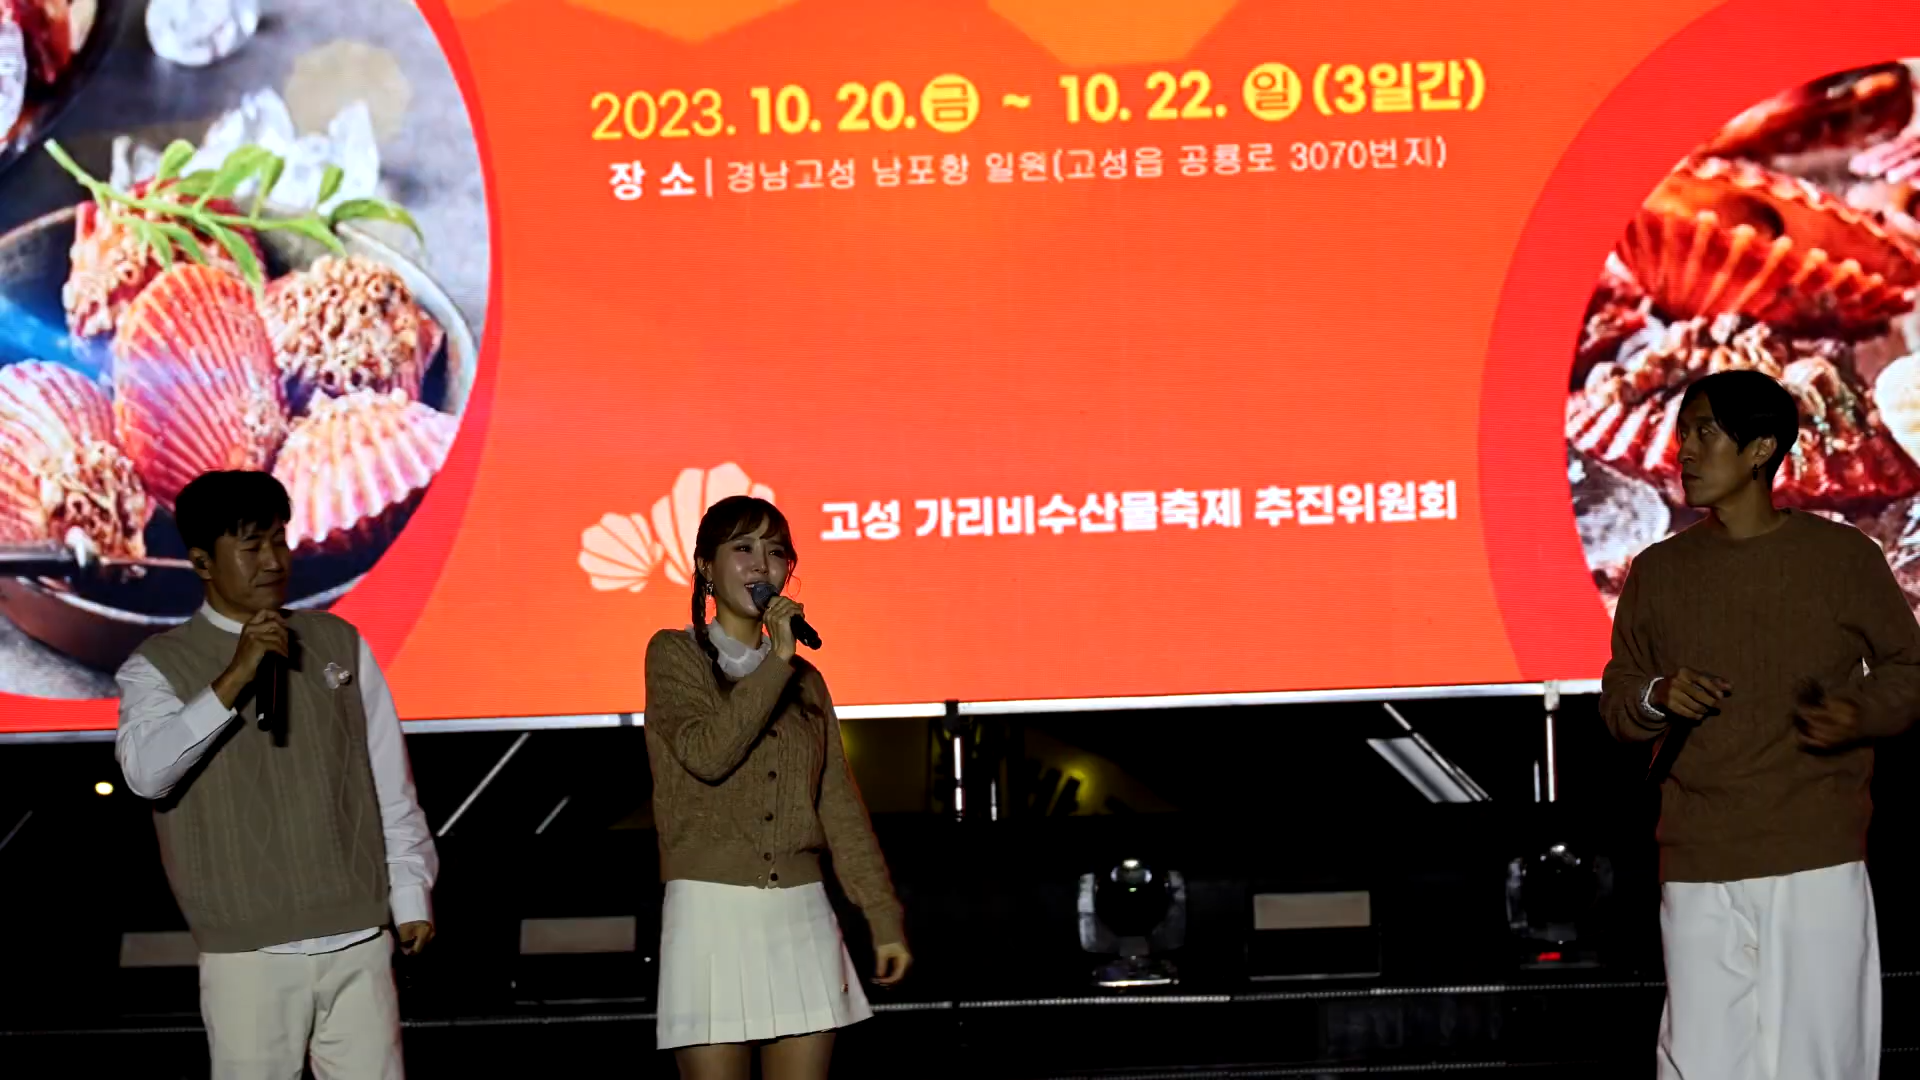 2023. 10. 20.금 ~ 10. 22. 일 (3일간)
장 소 | 경남고성 남포항 일원(고성읍 공룡로 3070번지)
고성 가리비수산물축제 추진위원회